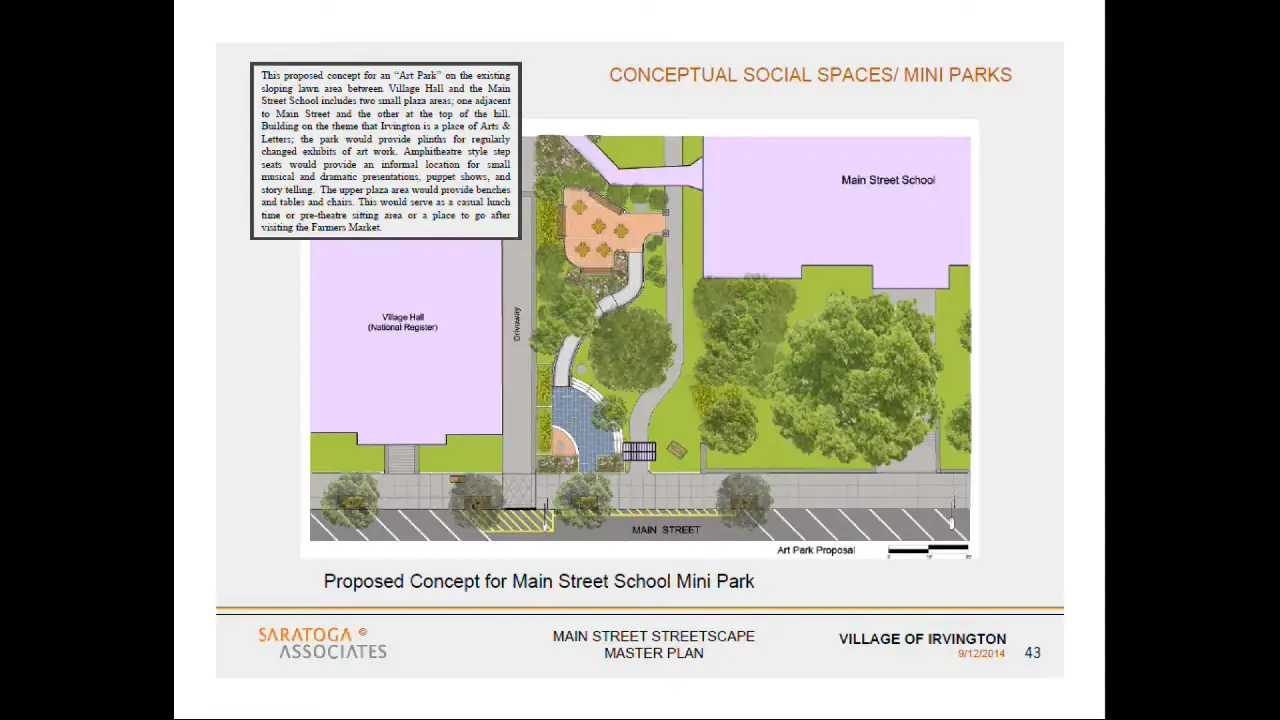 CONCEPTUAL SOCIAL SPACES/ MINI PARKS
This proposed concept for an “Art Park” on the existing
sloping lawn area between Village Hall and the Main
Street School includes two small plaza areas; one adjacent
to Main Street and the other at the top of the hill.
Building on the theme that Irvington is a place of Arts &
Letters; the park would provide plinths for regularly
changed exhibits of art work. Amphitheatre style step
seats would provide an informal location for small
musical and dramatic presentations, puppet shows, and
story telling. The upper plaza area would provide benches
and tables and chairs. This would serve as a casual lunch
time or pre-theatre sitting area or a place to go after
visiting the Farmers Market.
Main Street School
Village Hall
(National Register)
Driveway
MAIN STREET
Art Park Proposal
Proposed Concept for Main Street School Mini Park
SARATOGA
ASSOCIATES
MAIN STREET STREETSCAPE
MASTER PLAN
VILLAGE OF IRVINGTON
9/12/2014 43